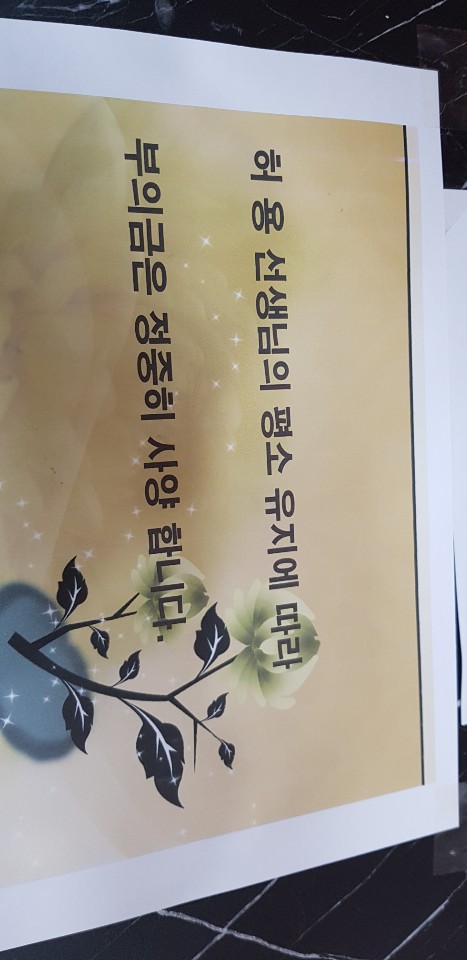 허 용 선생님의 평소 유지에 따라
부의금은 정중히 사양 합니다.